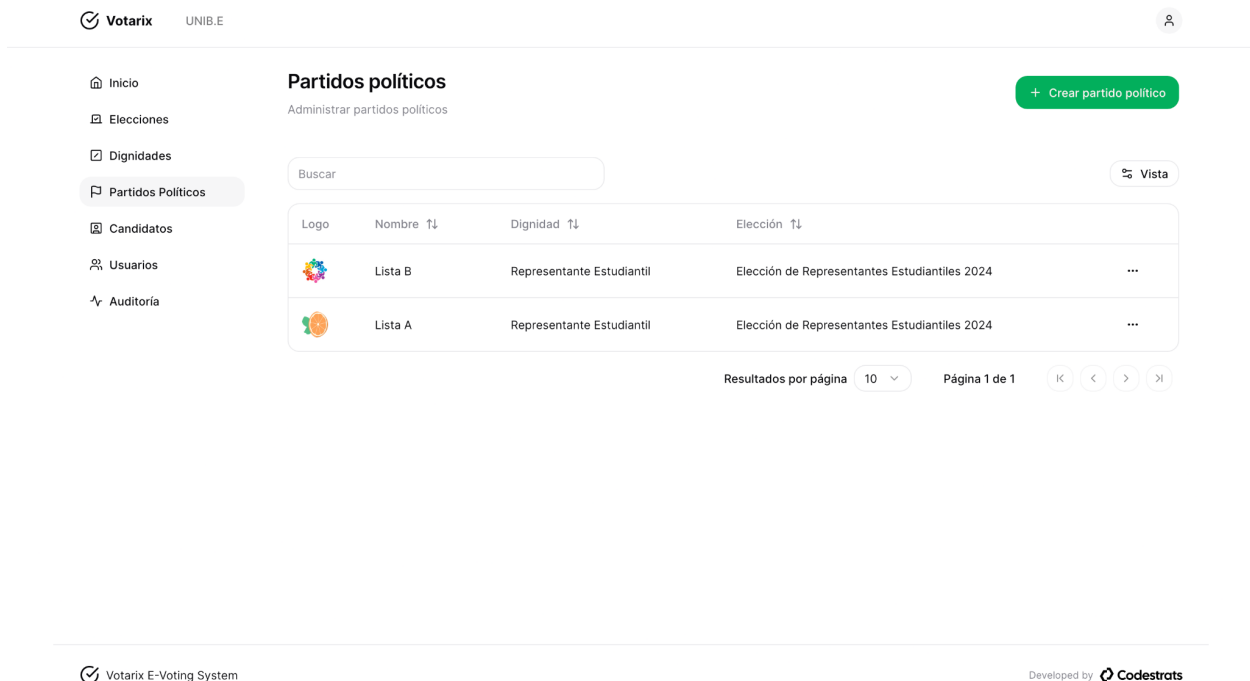 Votarix UNIB.E
Inicio
Elecciones
Dignidades
Partidos Políticos
Candidatos
Usuarios
Auditoría
Partidos políticos
Administrar partidos políticos
Crear partido político
Buscar
Vista
Logo Nombre Dignidad Elección
Lista B Representante Estudiantil Elección de Representantes Estudiantiles 2024
Lista A Representante Estudiantil Elección de Representantes Estudiantiles 2024
Resultados por página 10 Página 1 de 1
Votarix E-Voting System
Developed by Codestrats